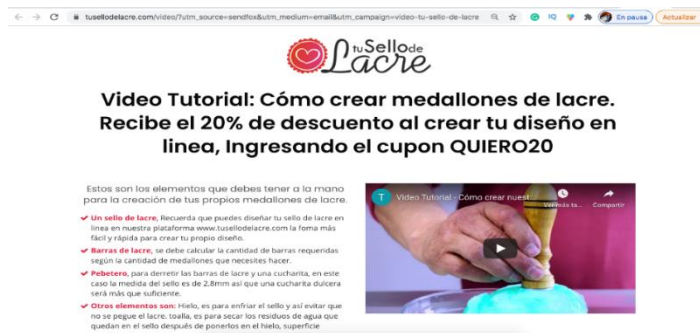 tusellodelacre.com/video/?utm_source=sendfox&utm_medium=email&utm_campaign=video-tu-sello-de-lacre
En pausa
Actualizar
tu Sello de
Lacre
Video Tutorial: Cómo crear medallones de lacre.
Recibe el 20% de descuento al crear tu diseño en
linea, Ingresando el cupon QUIERO20
Estos son los elementos que debes tener a la mano
para la creación de tus propios medallones de lacre.
Un sello de lacre, Recuerda que puedes diseñar tu sello de lacre en
linea en nuestra plataforma www.tusellodelacre.com la foma más
fácil y rápida para crear tu propio diseño.
Barras de lacre, se debe calcular la cantidad de barras requeridas
según la cantidad de medallones que necesites hacer.
Pebetero, para derretir las barras de lacre y una cucharita, en este
caso la medida del sello es de 2.8mm asi que una cucharita dulcera
será más que suficiente.
Otros elementos son: Hielo, es para enfriar el sello y así evitar que
no se pegue el lacre. toalla, es para secar los residuos de agua que
quedan en el sello después de ponerlos en el hielo, superficie
T
Video Tutorial - Cómo crear nuest...
Ver más ta...
Compartir